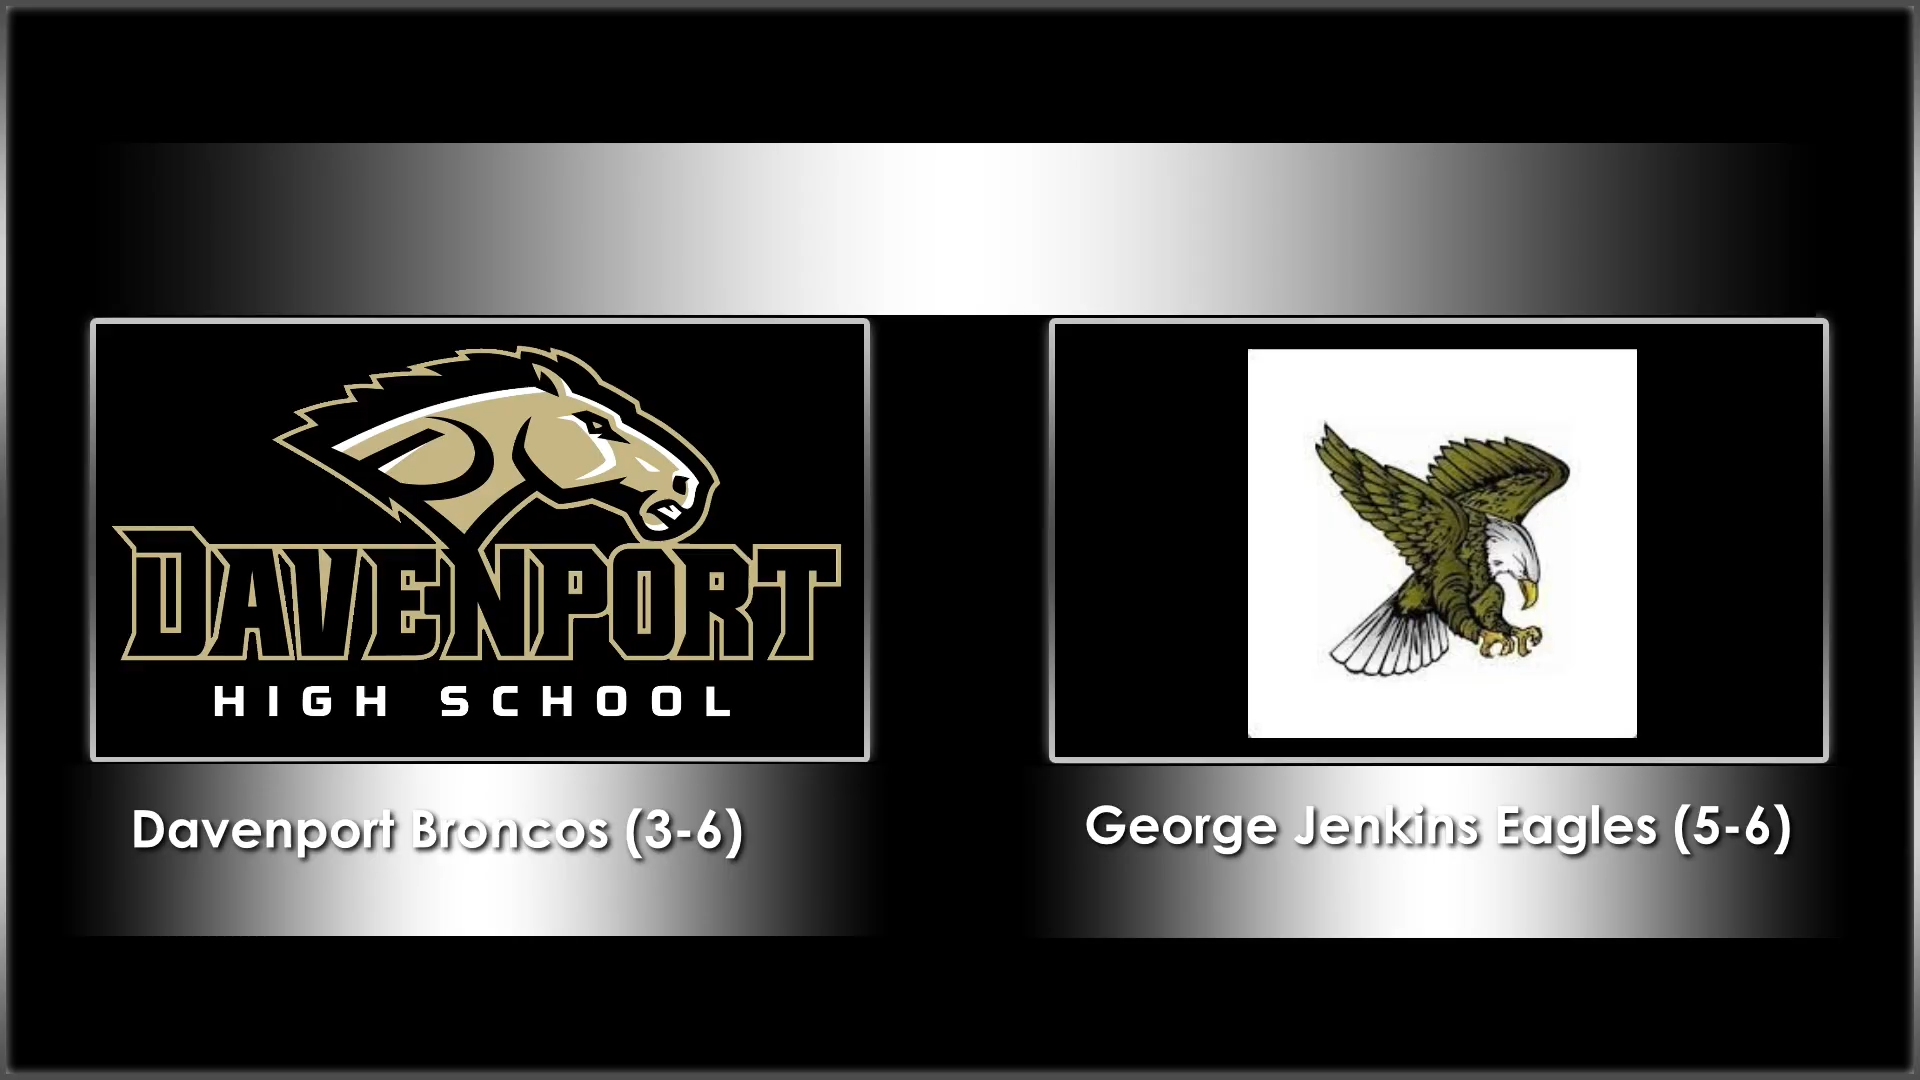 DAVENPORT
HIGH SCHOOL
Davenport Broncos (3-6)
George Jenkins Eagles (5-6)